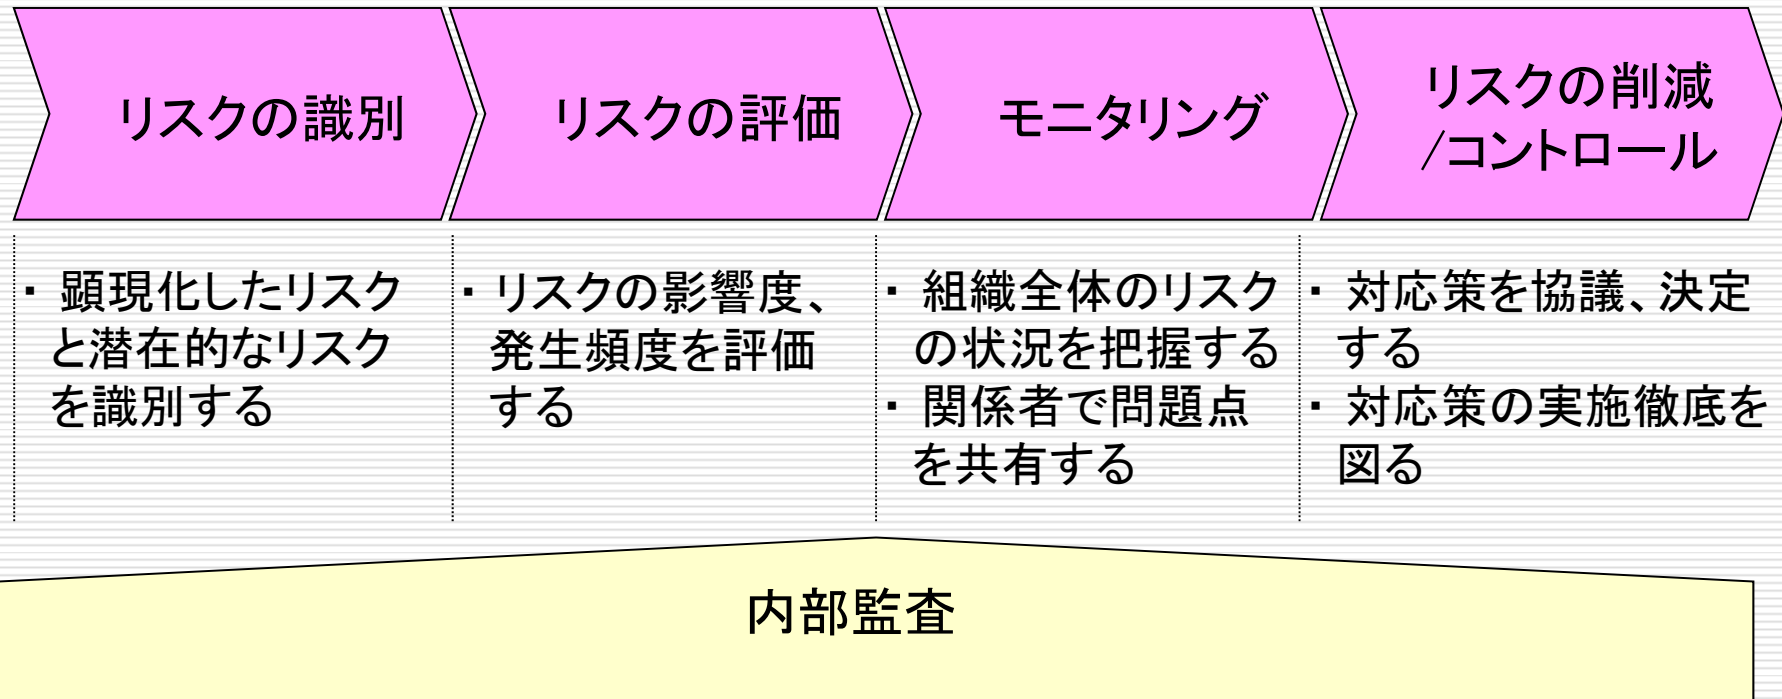 リスクの識別
リスクの評価
モニタリング
リスクの削減
/コントロール
・ 顕現化したリスク
と潜在的なリスク
を識別する
・ リスクの影響度、
発生頻度を評価
する
・ 組織全体のリスク
の状況を把握する
・ 関係者で問題点
を共有する
・ 対応策を協議、決定
する
・ 対応策の実施徹底を
図る
内部監査